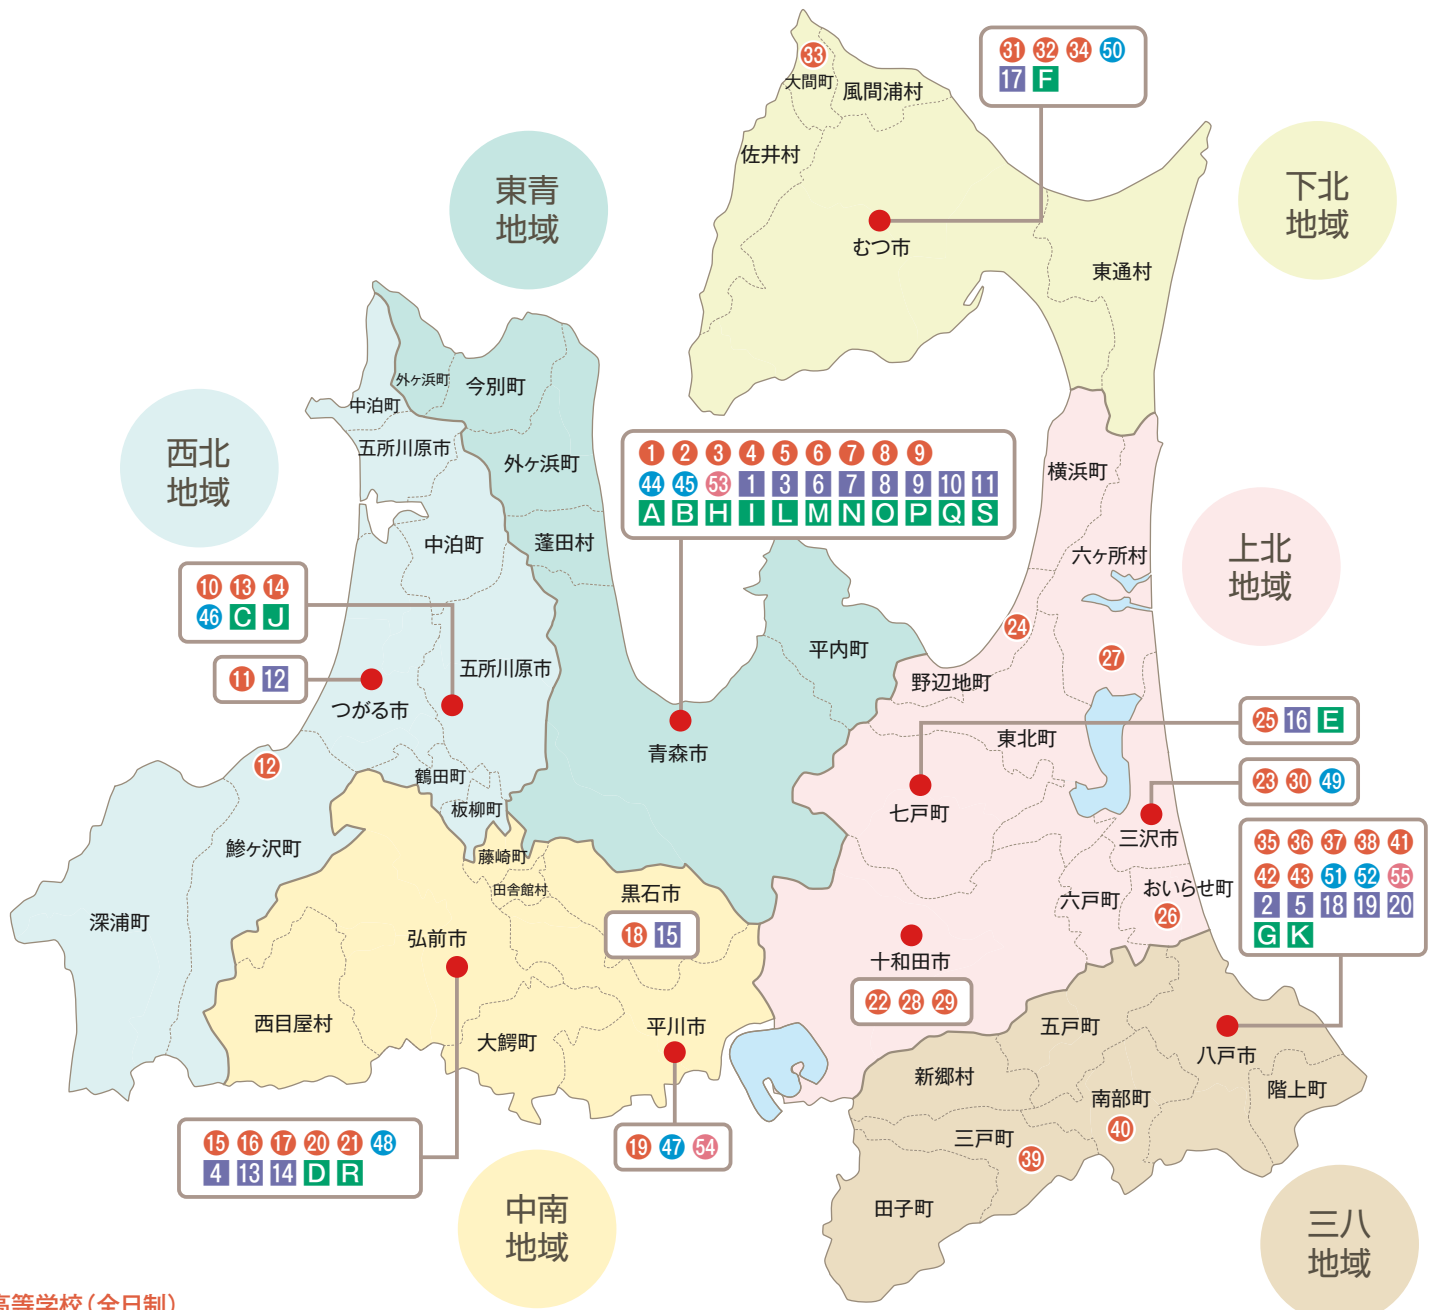 33
大間町
風間浦村
佐井村
31 32 34 50
17 F
むつ市
東通村
下北
地域
東青
地域
外ヶ浜町
今別町
中泊町
五所川原市
外ヶ浜町
中泊町
蓬田村
西北
地域
10 13 14
46 C J
11 12
つがる市
五所川原市
12
鶴田町
板柳町
鰺ヶ沢町
深浦町
1 2 3 4 5 6 7 8 9
44 45 53 1 3 6 7 8 9 10 11
A B H I L M N O P Q S
平内町
青森市
横浜町
六ヶ所村
上北
地域
24
27
野辺地町
東北町
七戸町
25 16 E
23 30 49
三沢市
おいらせ町
26
六戸町
十和田市
22 28 29
35 36 37 38 41
42 43 51 52 55
2 5 18 19 20
G K
藤崎町
田舎館村
黒石市
18 15
弘前市
西目屋村
大鰐町
平川市
15 16 17 20 21 48
4 13 14 D R
19 47 54
中南
地域
五戸町
八戸市
新郷村
南部町
40
階上町
三戸町
39
田子町
三八
地域
高等学校（全日制）